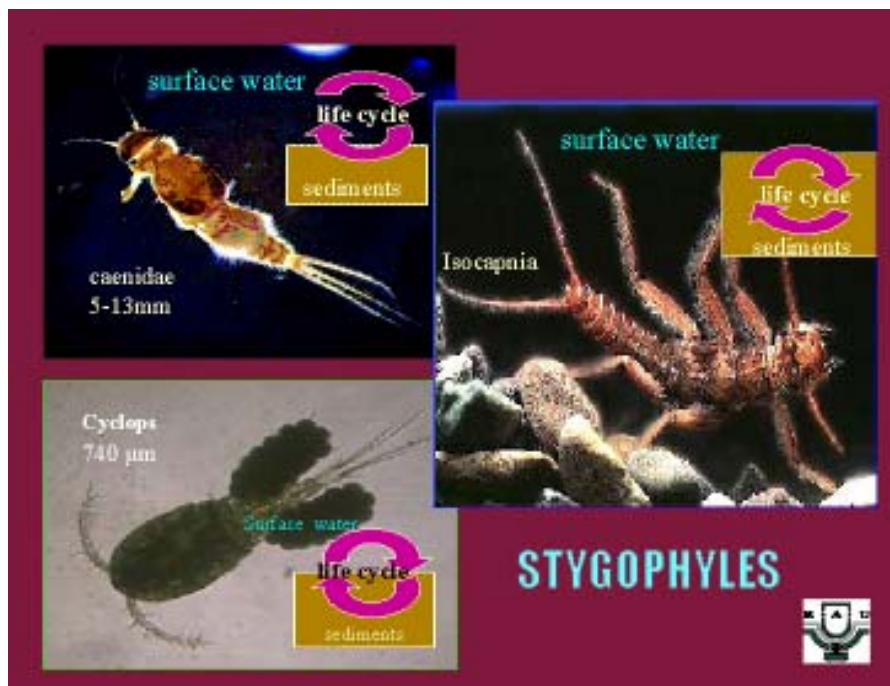 surface water
life cycle
sediments
caenidae
5-13mm
surface water
life cycle
sediments
Isocapnia
Cyclops
740 µm
Surface water
life cycle
sediments
STYGOPHYLES